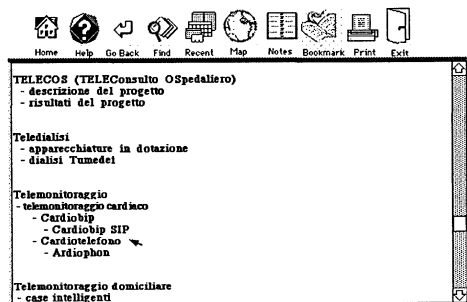 Home Help Go Back Find Recent Map Notes Bookmark Print Exit
TELECOS (TELEConsulto OSpedaliero)
- descrizione del progetto
- risultati del progetto
Teledialisi
- apparecchiature in dotazione
- dialisi Tumedei
Telemonitoraggio
- telemonitoraggio cardiaco
- Cardiobip
- Cardiobip SIP
- Cardiotelefono
- Ardiophon
Telemonitoraggio domiciliare
- case intelligenti